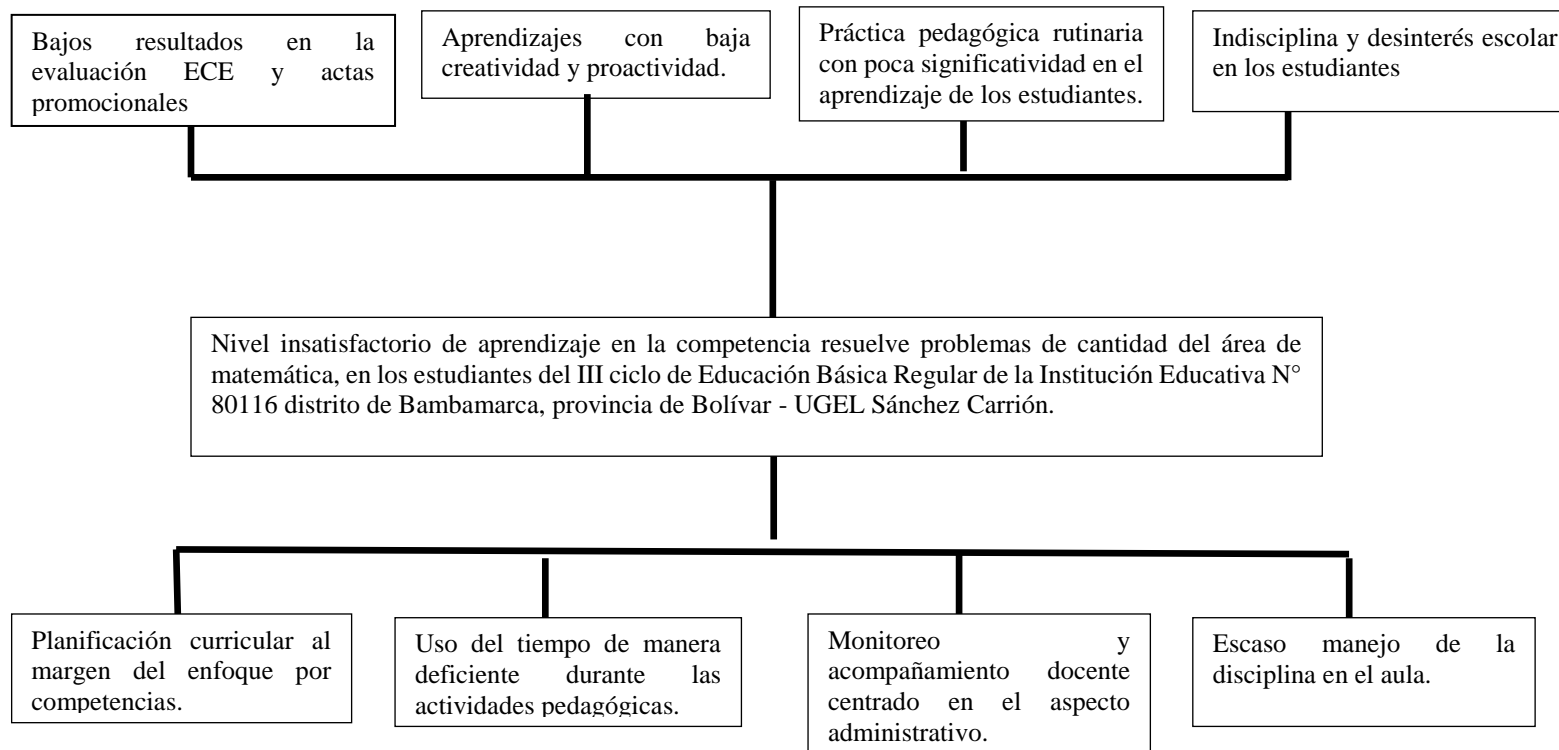 Bajos resultados en la
evaluación ECE y actas
promocionales
Aprendizajes con baja
creatividad y proactividad.
Práctica pedagógica rutinaria
con poca significatividad en el
aprendizaje de los estudiantes.
Indisciplina y desinterés escolar
en los estudiantes
Nivel insatisfactorio de aprendizaje en la competencia resuelve problemas de cantidad del área de
matemática, en los estudiantes del III ciclo de Educación Básica Regular de la Institución Educativa N°
80116 distrito de Bambamarca, provincia de Bolívar - UGEL Sánchez Carrión.
Planificación curricular al
margen del enfoque por
competencias.
Uso del tiempo de manera
deficiente durante las
actividades pedagógicas.
Monitoreo y
acompañamiento docente
centrado en el aspecto
administrativo.
Escaso manejo de la
disciplina en el aula.